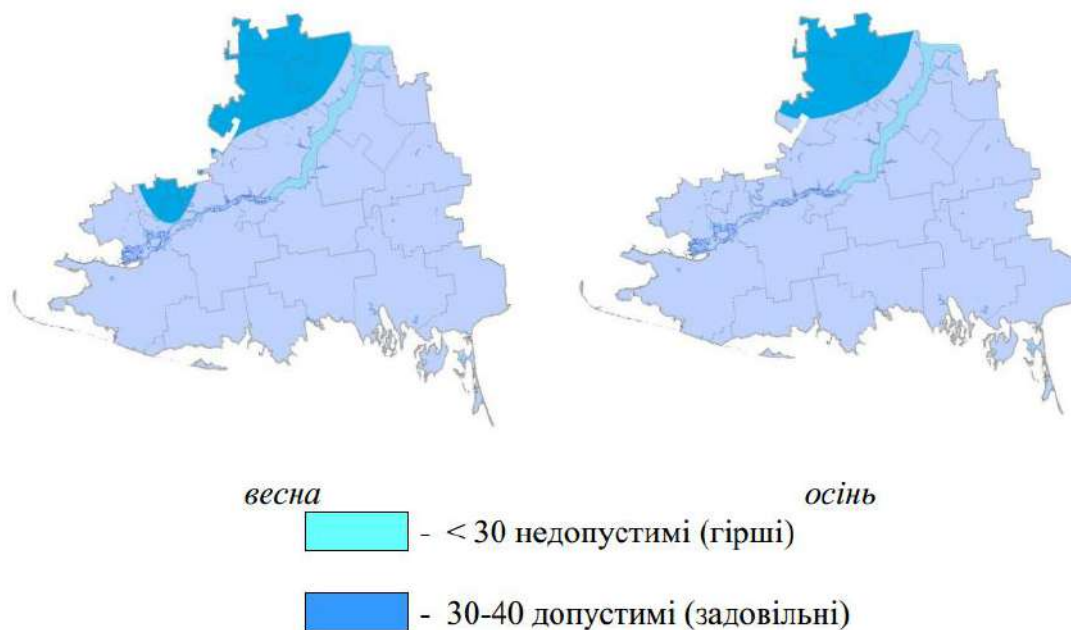 весна
осінь
- < 30 недопустимі (гірші)
- 30-40 допустимі (задовільні)